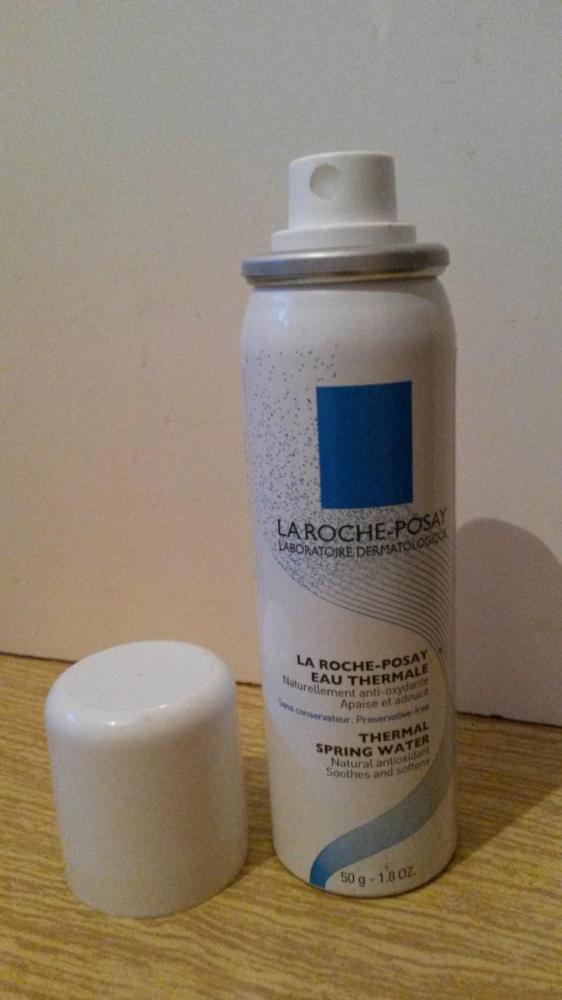 LA ROCHE-POSAY
LABORATOIRE DERMATOLOGIQUE
LA ROCHE-POSAY
EAU THERMALE
Naturellement anti-oxydante
Apaise et adoucit
Sans conservateur. Preservative-free
THERMAL
SPRING WATER
Natural antioxidant
Soothes and softens
50 g - 1.8 OZ.